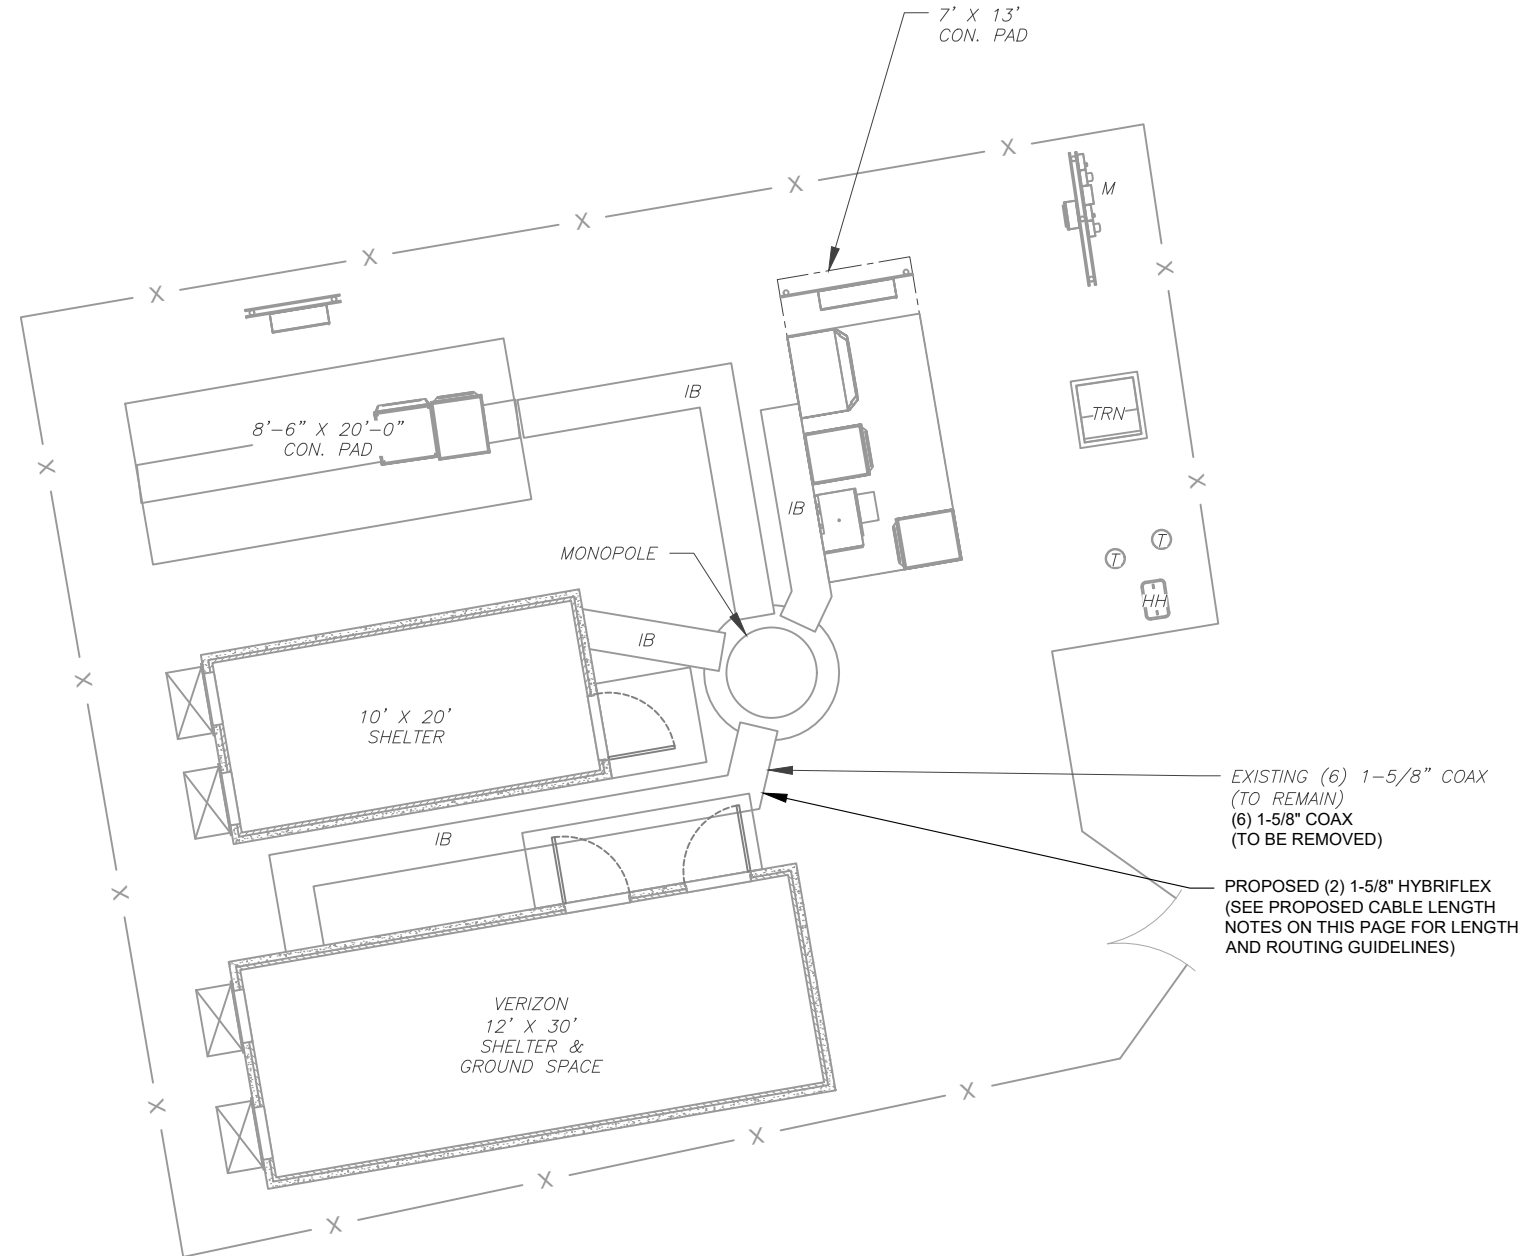 7' X 13'
CON. PAD
X
X
X
X
X
M
X
IB
8'-6" X 20'-0"
CON. PAD
TRN
X
X
IB
MONOPOLE
T
T
HH
IB
X
10' X 20'
SHELTER
EXISTING (6) 1-5/8" COAX
(TO REMAIN)
(6) 1-5/8" COAX
(TO BE REMOVED)
IB
PROPOSED (2) 1-5/8" HYBRIFLEX
(SEE PROPOSED CABLE LENGTH
NOTES ON THIS PAGE FOR LENGTH
AND ROUTING GUIDELINES)
X
VERIZON
12' X 30'
SHELTER &
GROUND SPACE
X
X
X
X
X